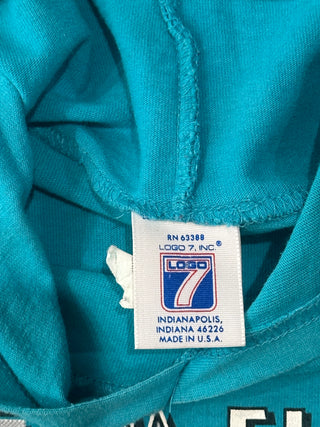 RN 63388
LOGO 7, INC.®
LOGO
7
INDIANAPOLIS,
INDIANA 46226
MADE IN U.S.A.